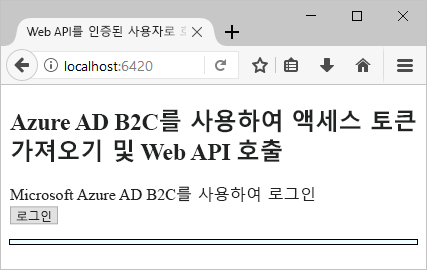 Web API를 인증된 사용자로
localhost:6420
Azure AD B2C를 사용하여 액세스 토큰
가져오기 및 Web API 호출
Microsoft Azure AD B2C를 사용하여 로그인
로그인